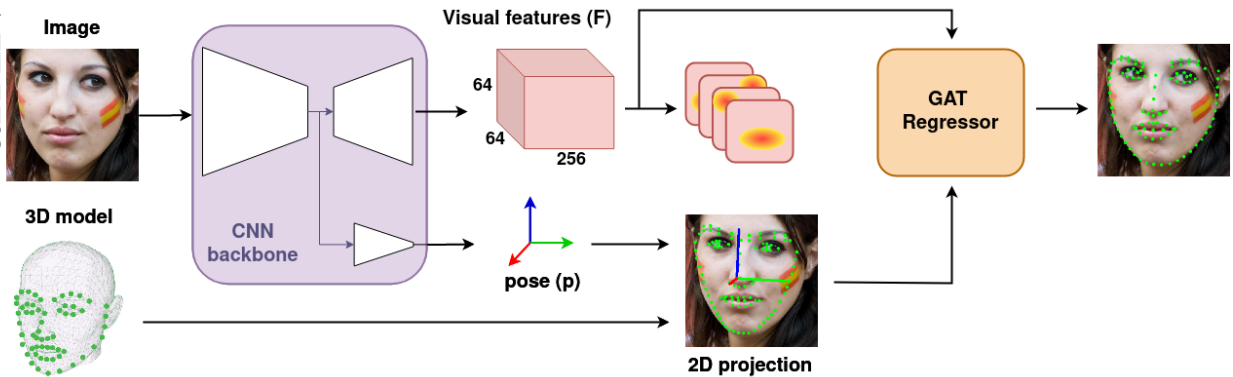 Image
Visual features (F)
64
64
256
CNN
backbone
GAT
Regressor
3D model
pose (p)
2D projection